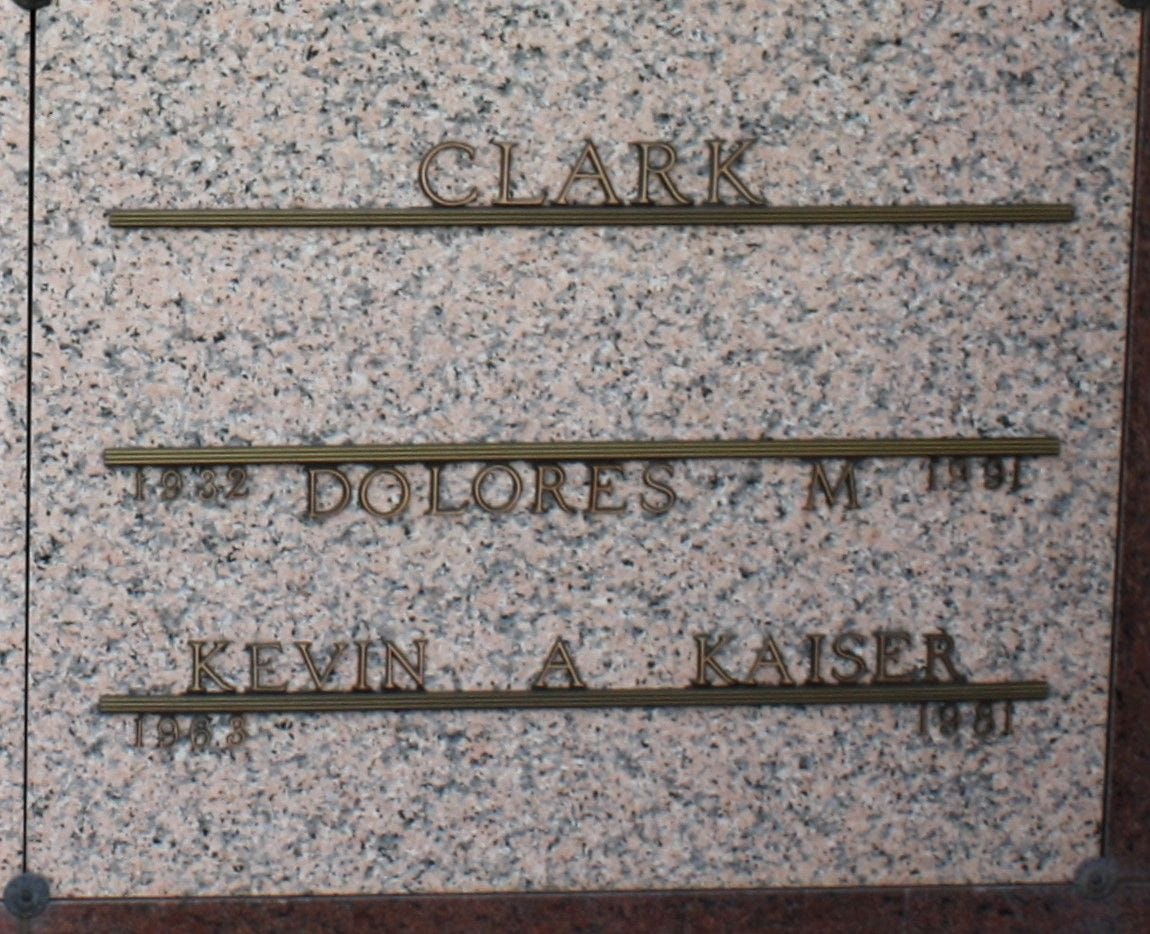 CLARK
1932 DOLORES M 1991
KEVIN A KAISER
1963 1981